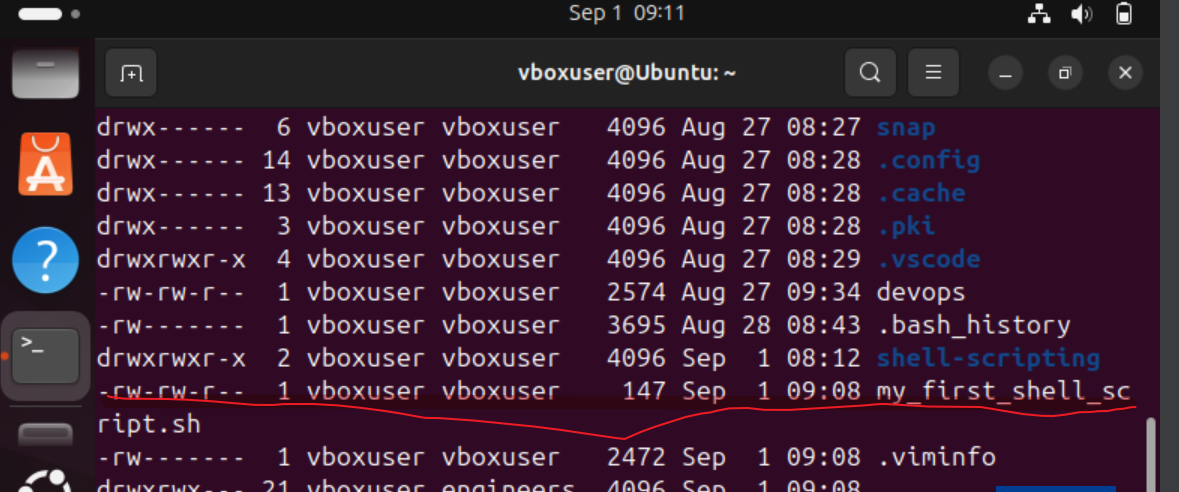 Sep 1 09:11
vboxuser@Ubuntu: ~
drwx------  6 vboxuser vboxuser   4096 Aug 27 08:27 snap
drwx------ 14 vboxuser vboxuser   4096 Aug 27 08:28 .config
drwx------ 13 vboxuser vboxuser   4096 Aug 27 08:28 .cache
drwx------  3 vboxuser vboxuser   4096 Aug 27 08:28 .pki
drwxrwxr-x  4 vboxuser vboxuser   4096 Aug 27 08:29 .vscode
-rw-rw-r--  1 vboxuser vboxuser   2574 Aug 27 09:34 devops
-rw-------  1 vboxuser vboxuser   3695 Aug 28 08:43 .bash_history
drwxrwxr-x  2 vboxuser vboxuser   4096 Sep  1 08:12 shell-scripting
-rw-rw-r--  1 vboxuser vboxuser    147 Sep  1 09:08 my_first_shell_sc
ript.sh
-rw-------  1 vboxuser vboxuser   2472 Sep  1 09:08 .viminfo
drwxrwx--- 21 vboxuser engineers  4096 Sep  1 09:08